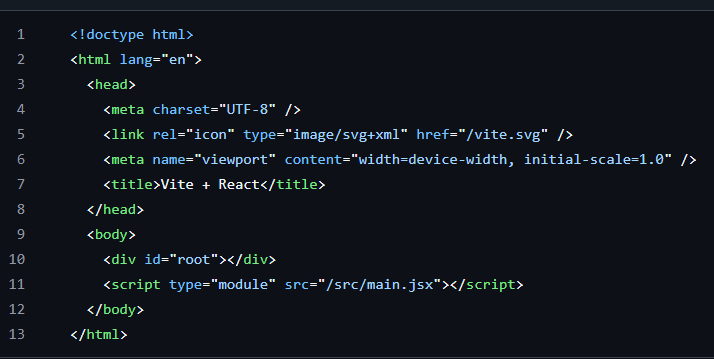 1 <!doctype html>
2 <html lang="en">
3 <head>
4 <meta charset="UTF-8" />
5 <link rel="icon" type="image/svg+xml" href="/vite.svg" />
6 <meta name="viewport" content="width=device-width, initial-scale=1.0" />
7 <title>Vite + React</title>
8 </head>
9 <body>
10 <div id="root"></div>
11 <script type="module" src="/src/main.jsx"></script>
12 </body>
13 </html>